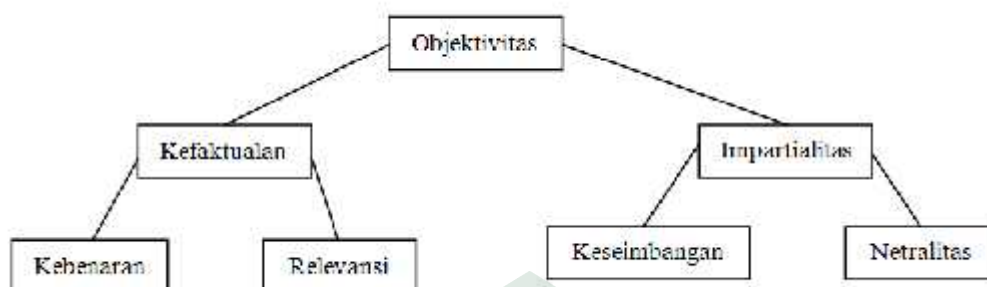 Objektivitas
Kefaktualan
Impartialitas
Kebenaran
Relevansi
Keseimbangan
Netralitas